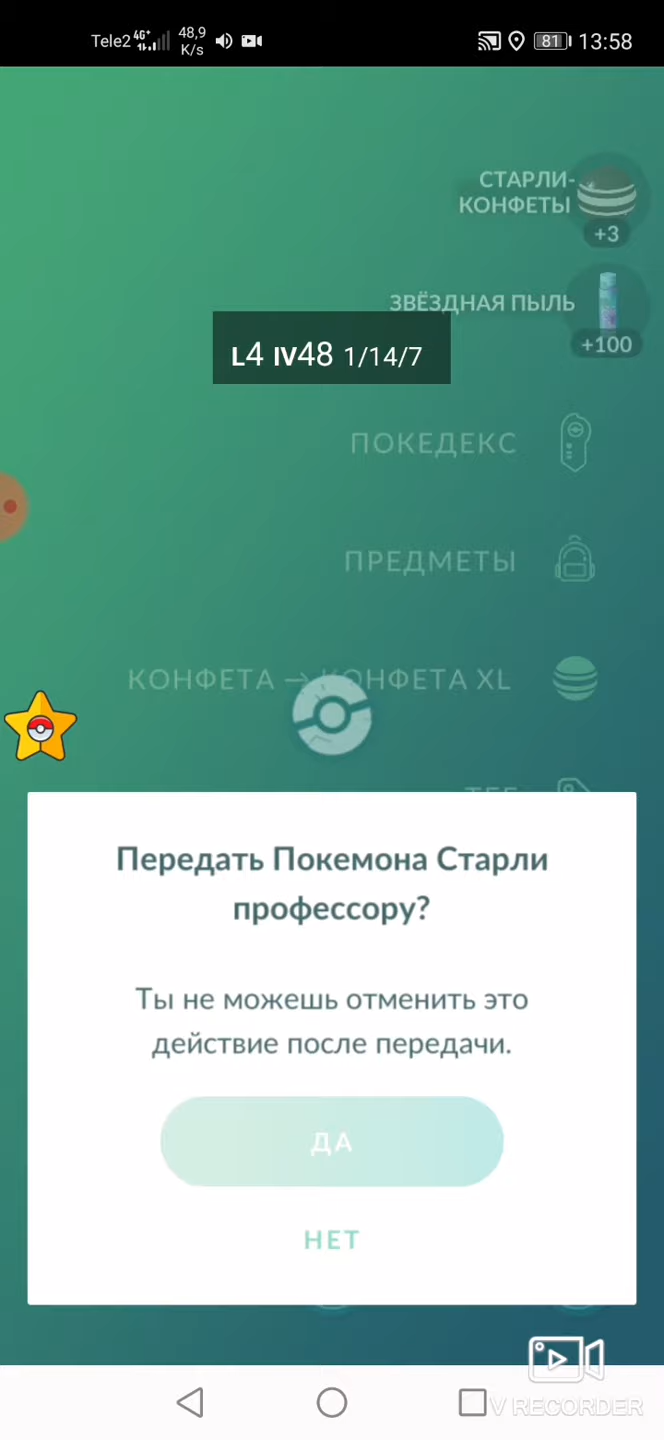 Tele2 4G+ 48,9 K/s 81 13:58
СТАРЛИ-
КОНФЕТЫ
+3
ЗВЁЗДНАЯ ПЫЛЬ
+100
L4 IV48 1/14/7
ПОКЕДЕКС
ПРЕДМЕТЫ
КОНФЕТА → КОНФЕТА XL
Передать Покемона Старли
профессору?
Ты не можешь отменить это
действие после передачи.
ДА
НЕТ
V RECORDER